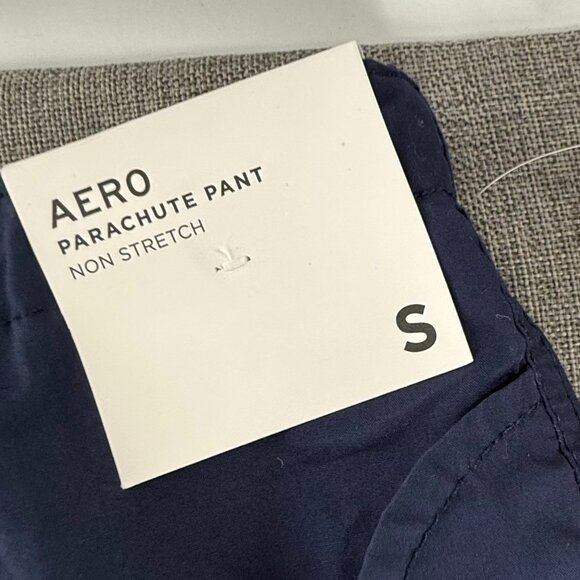 AERO
PARACHUTE PANT
NON STRETCH
S